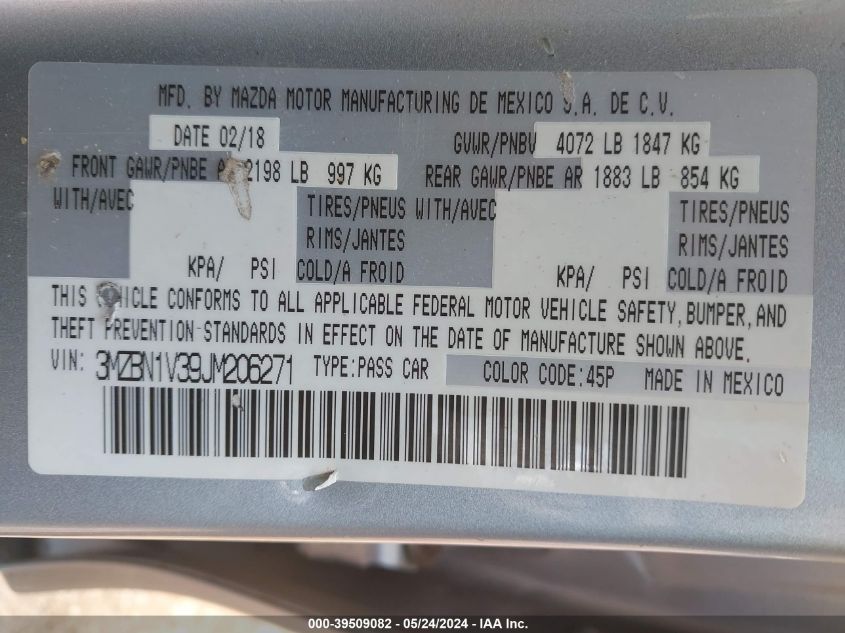 MFD. BY MAZDA MOTOR MANUFACTURING DE MEXICO S.A. DE C.V.
DATE 02/18 GVWR/PNBV 4072 LB 1847 KG
FRONT GAWR/PNBE 2198 LB 997 KG REAR GAWR/PNBE AR 1883 LB 854 KG
WITH/AVEC TIRES/PNEUS WITH/AVEC TIRES/PNEUS
RIMS/JANTES RIMS/JANTES
KPA/ PSI COLD/A FROID KPA/ PSI COLD/A FROID
THIS VEHICLE CONFORMS TO ALL APPLICABLE FEDERAL MOTOR VEHICLE SAFETY, BUMPER, AND
THEFT PREVENTION STANDARDS IN EFFECT ON THE DATE OF MANUFACTURE SHOWN ABOVE.
VIN: 3MZBN1V39JM206271 TYPE:PASS CAR COLOR CODE:45P MADE IN MEXICO
000-39509082 / 05/24/2024 - IAA Inc.